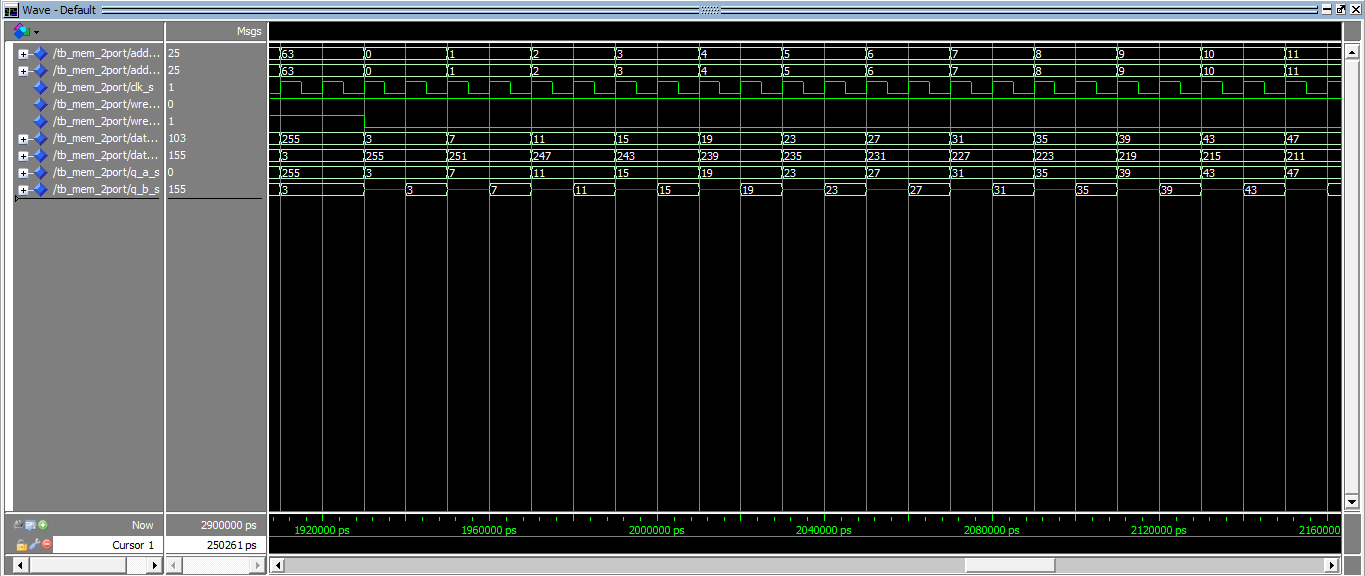 Wave - Default
Msgs
/tb_mem_2port/add... 25 63 0 1 2 3 4 5 6 7 8 9 10 11
/tb_mem_2port/add... 25 63 0 1 2 3 4 5 6 7 8 9 10 11
/tb_mem_2port/clk_s 1
/tb_mem_2port/wre... 0
/tb_mem_2port/wre... 1
/tb_mem_2port/dat... 103 255 3 7 11 15 19 23 27 31 35 39 43 47
/tb_mem_2port/dat... 155 3 255 251 247 243 239 235 231 227 223 219 215 211
/tb_mem_2port/q_a_s 0 255 3 7 11 15 19 23 27 31 35 39 43 47
/tb_mem_2port/q_b_s 155 3 3 7 11 15 19 23 27 31 35 39 43
Now 2900000 ps 1920000 ps 1960000 ps 2000000 ps 2040000 ps 2080000 ps 2120000 ps 2160000
Cursor 1 250261 ps